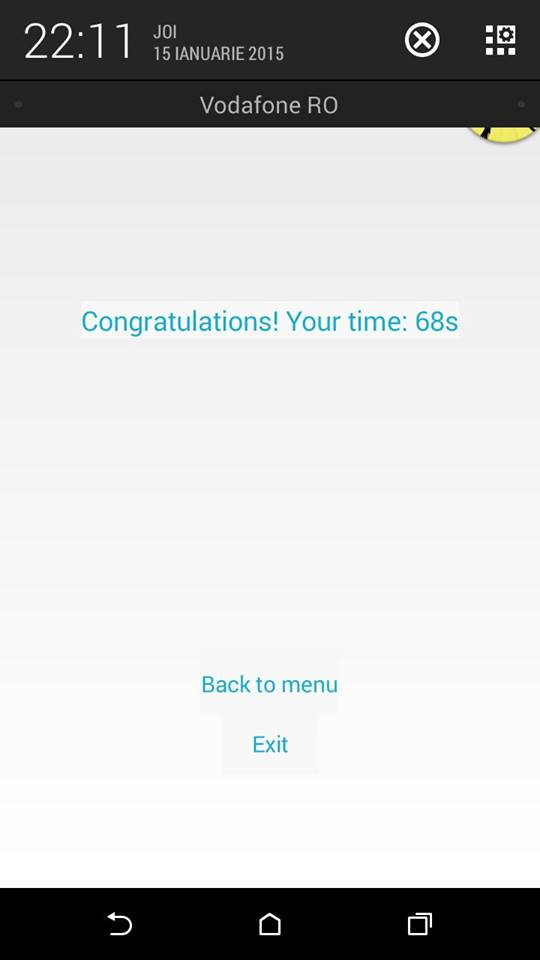 22:11
JOI
15 IANUARIE 2015
Vodafone RO
Congratulations! Your time: 68s
Back to menu
Exit